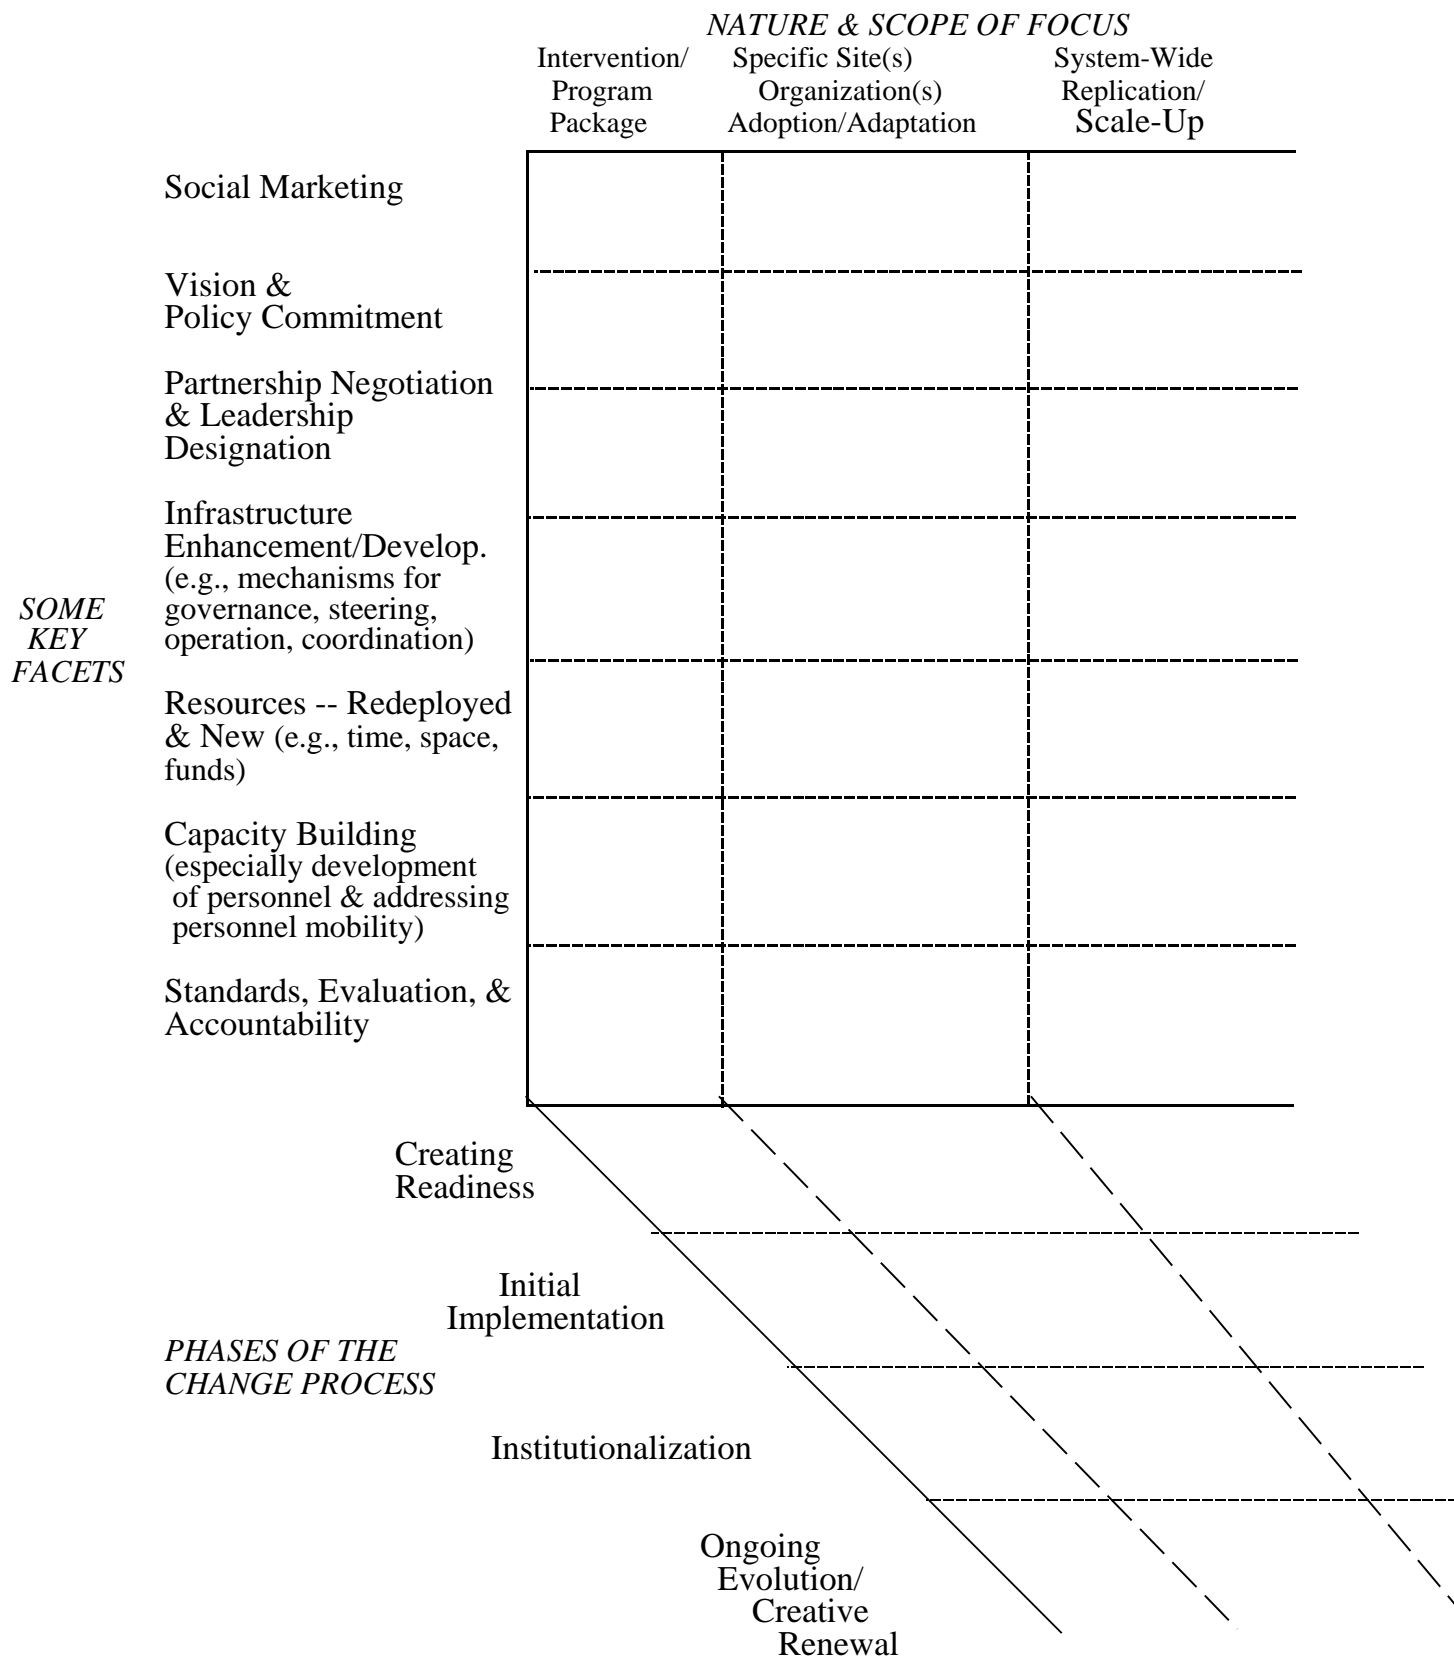 NATURE & SCOPE OF FOCUS
Intervention/
Program
Package
Specific Site(s)
Organization(s)
Adoption/Adaptation
System-Wide
Replication/
Scale-Up
Social Marketing
Vision &
Policy Commitment
Partnership Negotiation
& Leadership
Designation
Infrastructure
Enhancement/Develop.
(e.g., mechanisms for
governance, steering,
operation, coordination)
SOME
KEY
FACETS
Resources -- Redeployed
& New (e.g., time, space,
funds)
Capacity Building
(especially development
of personnel & addressing
personnel mobility)
Standards, Evaluation, &
Accountability
Creating
Readiness
Initial
Implementation
PHASES OF THE
CHANGE PROCESS
Institutionalization
Ongoing
Evolution/
Creative
Renewal